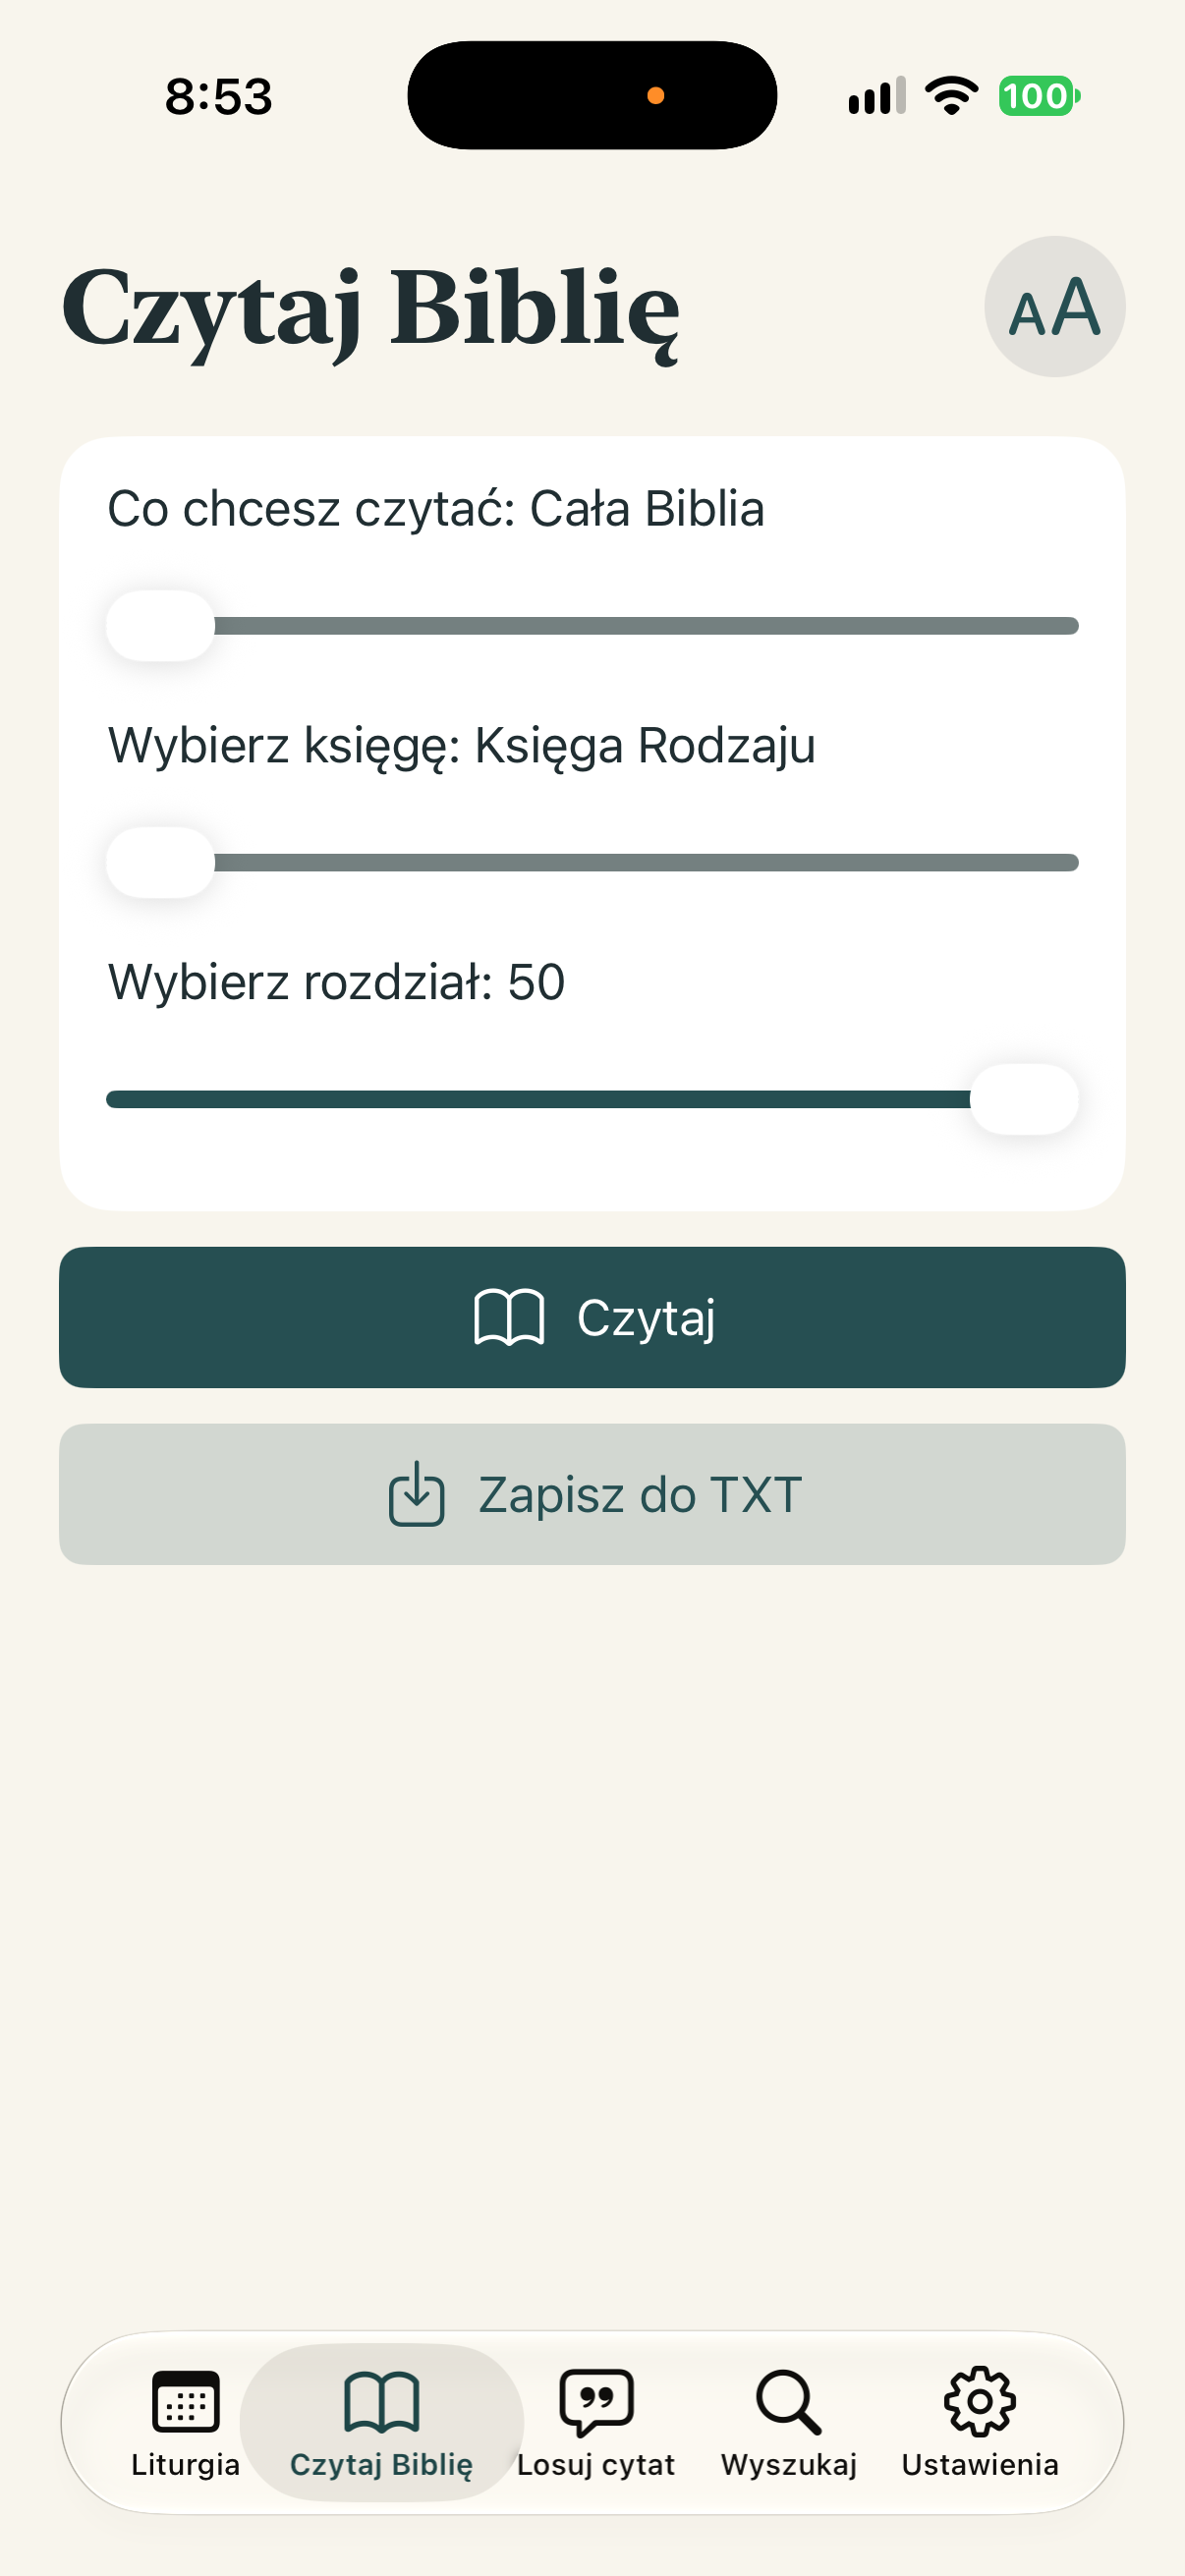 8:53
100
Czytaj Biblię
AA
Co chcesz czytać: Cała Biblia
Wybierz księgę: Księga Rodzaju
Wybierz rozdział: 50
Czytaj
Zapisz do TXT
Liturgia
Czytaj Biblię
Losuj cytat
Wyszukaj
Ustawienia